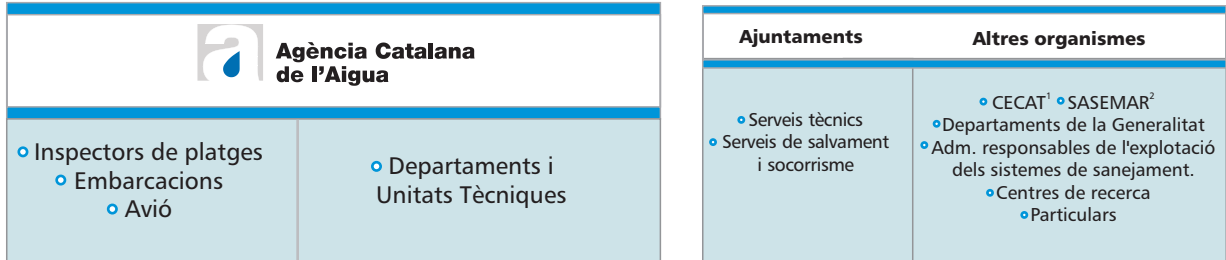 Agència Catalana
de l'Aigua
Inspectors de platges
Embarcacions
Avió
Departaments i
Unitats Tècniques
Ajuntaments
Serveis tècnics
Serveis de salvament
i socorrisme
Altres organismes
CECAT¹ SASEMAR²
Departaments de la Generalitat
Adm. responsables de l'explotació
dels sistemes de sanejament.
Centres de recerca
Particulars